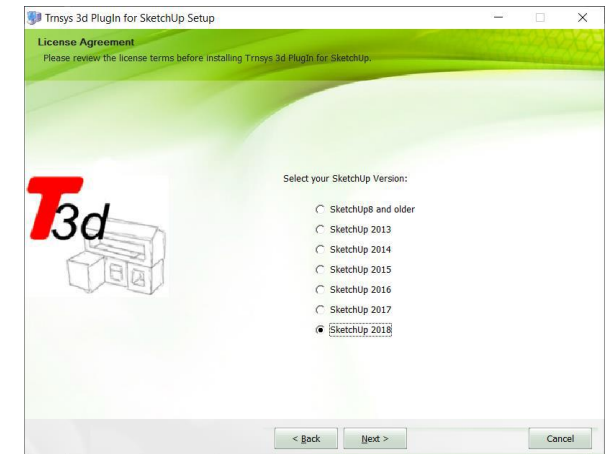 Trnsys 3d PlugIn for SketchUp Setup
License Agreement
Please review the license terms before installing Trnsys 3d PlugIn for SketchUp.
Select your SketchUp Version:
SketchUp8 and older
SketchUp 2013
SketchUp 2014
SketchUp 2015
SketchUp 2016
SketchUp 2017
SketchUp 2018
T3d
< Back
Next >
Cancel